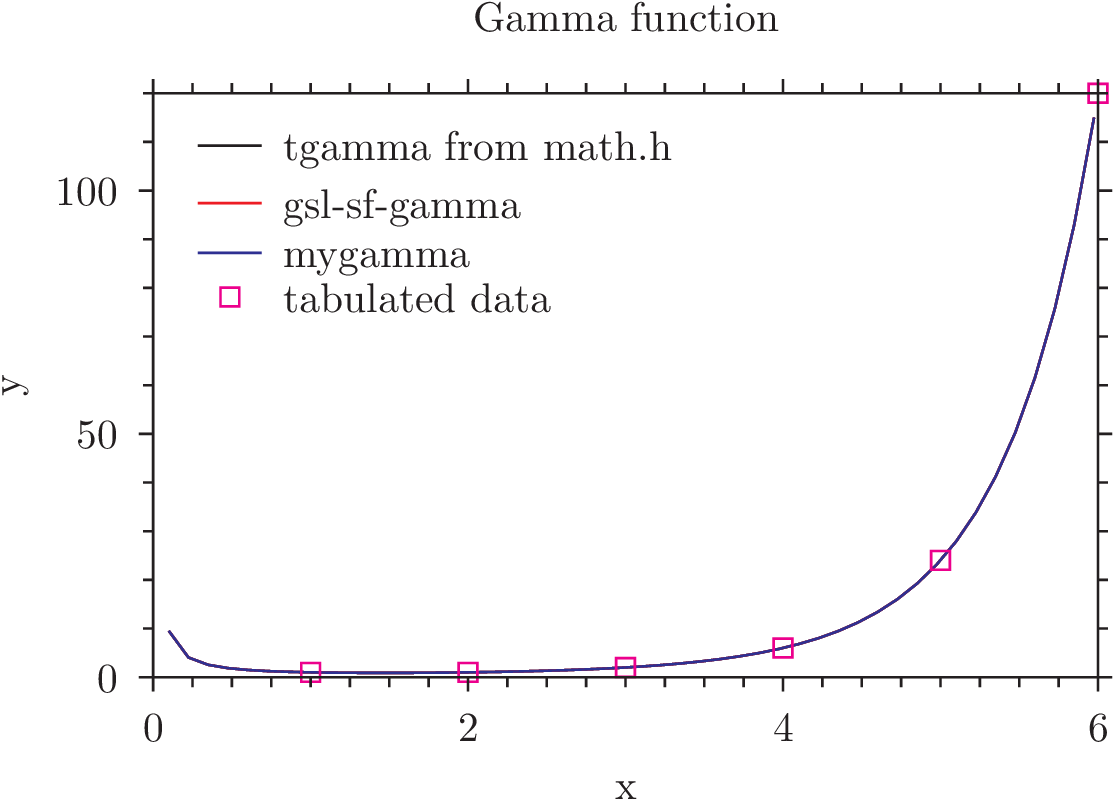 Gamma function
tgamma from math.h
gsl-sf-gamma
mygamma
tabulated data
100
50
0
y
0 2 4 6
x